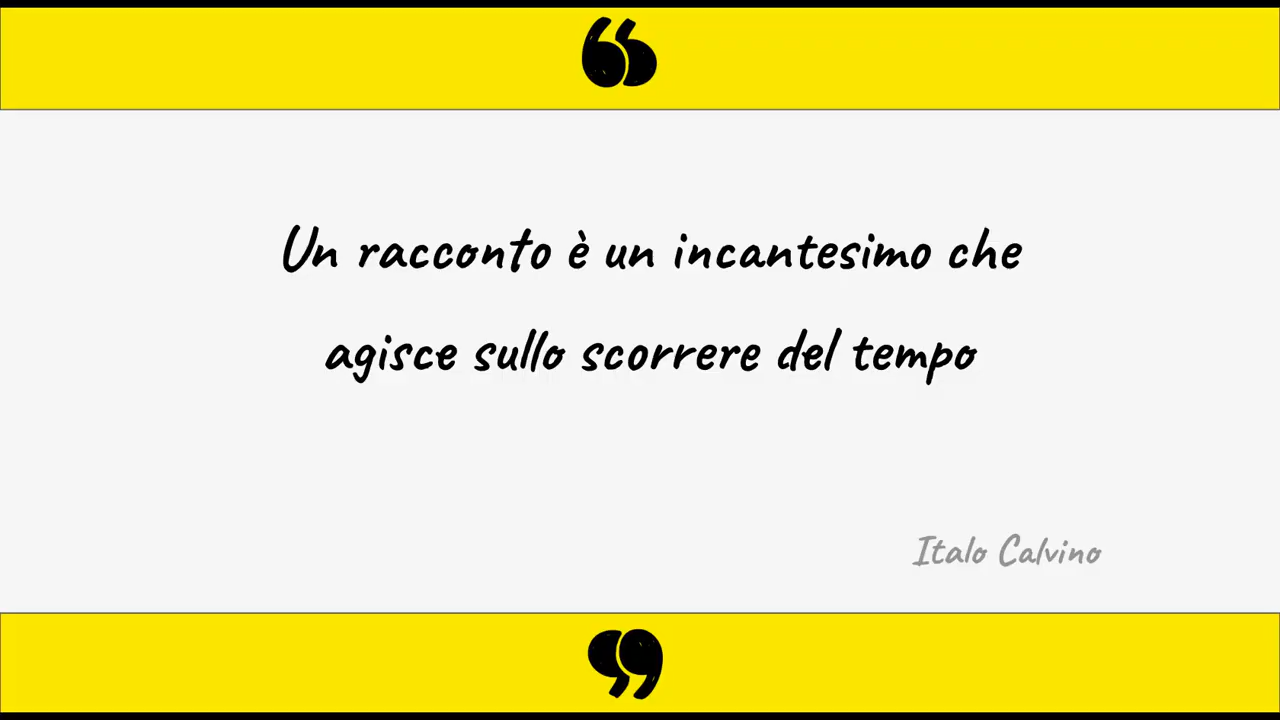 ❝
Un racconto è un incantesimo che
agisce sullo scorrere del tempo
Italo Calvino
❞